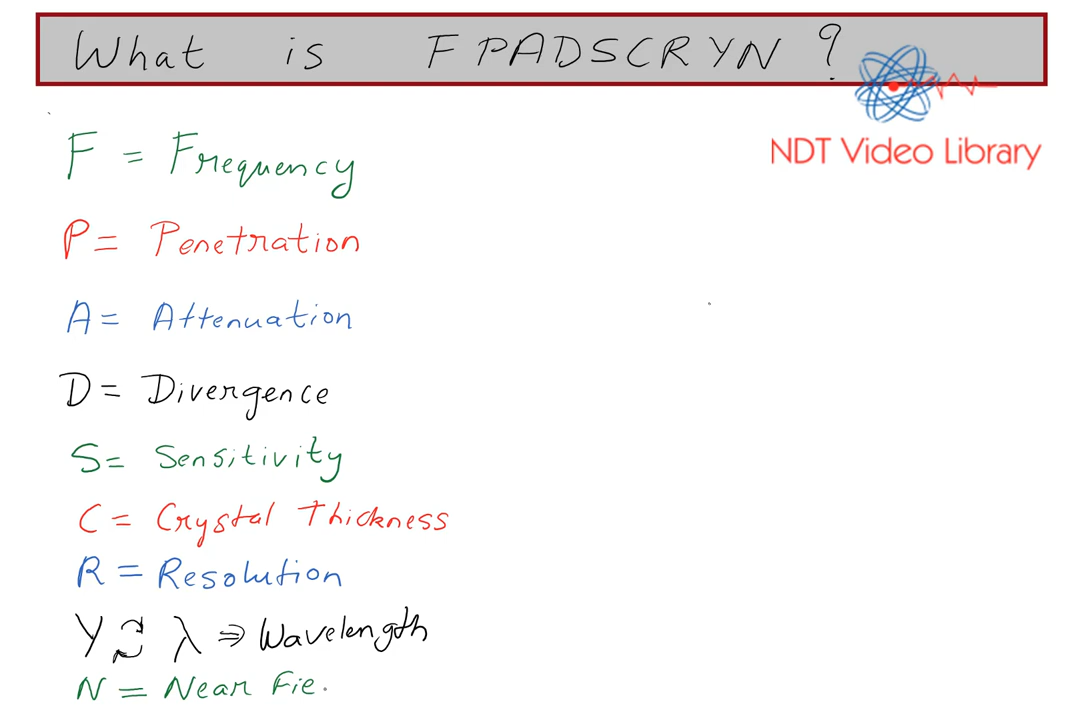 What is FPADSCRYN ?
NDT Video Library
F = Frequency
P = Penetration
A = Attenuation
D = Divergence
S = Sensitivity
C = Crystal Thickness
R = Resolution
Y ⇄ λ ⇒ Wavelength
N = Near Fie.